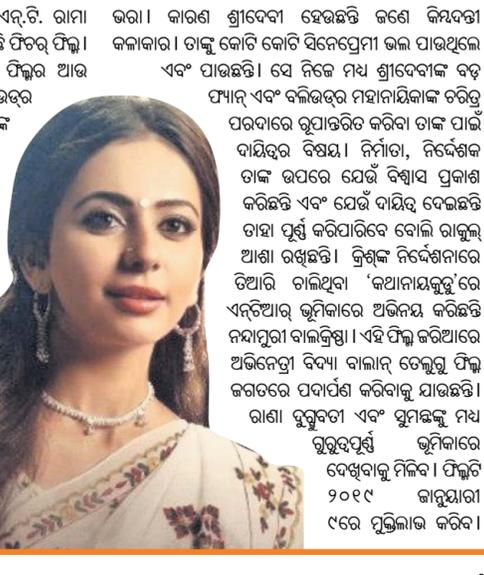 ଏନ୍.ଟି. ରାମା
ଫିଚର୍ ଫିଲ୍ମ।
ଫିଲ୍ମର ଆଉ
ଭରା। କାରଣ ଶ୍ରୀଦେବୀ ହେଉଛନ୍ତି ଜଣେ କିମ୍ବଦନ୍ତୀ
କଳାକାର। ତାଙ୍କୁ କୋଟି କୋଟି ସିନେପ୍ରେମୀ ଭଲ ପାଉଥିଲେ
ଏବଂ ପାଉଛନ୍ତି। ସେ ନିଜେ ମଧ୍ୟ ଶ୍ରୀଦେବୀଙ୍କ ବଡ଼
ଫ୍ୟାନ୍ ଏବଂ ବଲିଉଡ୍‌ର ମହାନାୟିକାଙ୍କ ଚରିତ୍ର
ପରଦାରେ ରୂପାନ୍ତରିତ କରିବା ତାଙ୍କ ପାଇଁ
ଦାୟିତ୍ୱର ବିଷୟ। ନିର୍ମାତା, ନିର୍ଦ୍ଦେଶକ
ତାଙ୍କ ଉପରେ ଯେଉଁ ବିଶ୍ୱାସ ପ୍ରକାଶ
କରିଛନ୍ତି ଏବଂ ଯେଉଁ ଦାୟିତ୍ୱ ଦେଇଛନ୍ତି
ତାହା ପୂର୍ଣ୍ଣ କରିପାରିବେ ବୋଲି ରାକୁଲ୍
ଆଶା ରଖିଛନ୍ତି। କ୍ରିଶ୍‌ଙ୍କ ନିର୍ଦ୍ଦେଶନାରେ
ତିଆରି ଚାଲିଥିବା ‘କଥାନାୟକୁଡୁ’ରେ
ଏନ୍‌ଟିଆର୍ ଭୂମିକାରେ ଅଭିନୟ କରିଛନ୍ତି
ନନ୍ଦାମୁରୀ ବାଲକ୍ରିଷ୍ଣା। ଏହି ଫିଲ୍ମ ଜରିଆରେ
ଅଭିନେତ୍ରୀ ବିଦ୍ୟା ବାଲାନ୍ ତେଲୁଗୁ ଫିଲ୍ମ
ଜଗତରେ ପଦାର୍ପଣ କରିବାକୁ ଯାଉଛନ୍ତି।
ରାଣା ଦୁଗ୍ଗୁବତୀ ଏବଂ ସୁମନ୍ତଙ୍କୁ ମଧ୍ୟ
ଗୁରୁତ୍ୱପୂର୍ଣ୍ଣ ଭୂମିକାରେ
ଦେଖିବାକୁ ମିଳିବ। ଫିଲ୍ମଟି
୨୦୧୯ ଜାନୁୟାରୀ
୯ରେ ମୁକ୍ତିଲାଭ କରିବ।